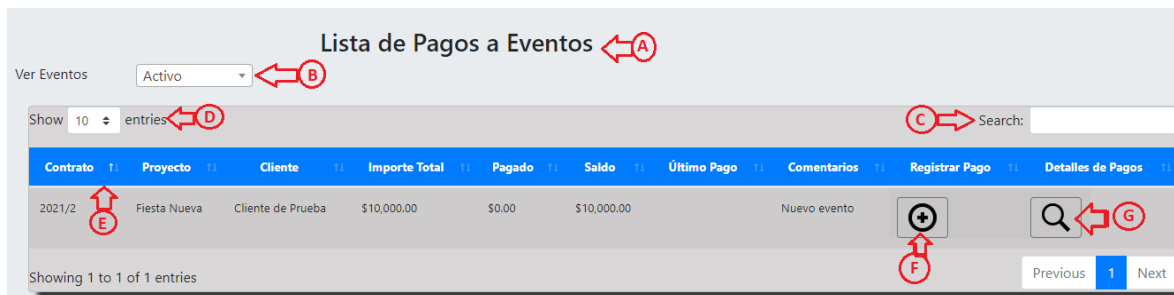 Lista de Pagos a Eventos A
Ver Eventos Activo B
Show 10 entries D C Search:
Contrato Proyecto Cliente Importe Total Pagado Saldo Último Pago Comentarios Registrar Pago Detalles de Pagos
2021/2 Fiesta Nueva Cliente de Prueba $10,000.00 $0.00 $10,000.00 Nuevo evento G
E F
Showing 1 to 1 of 1 entries Previous 1 Next